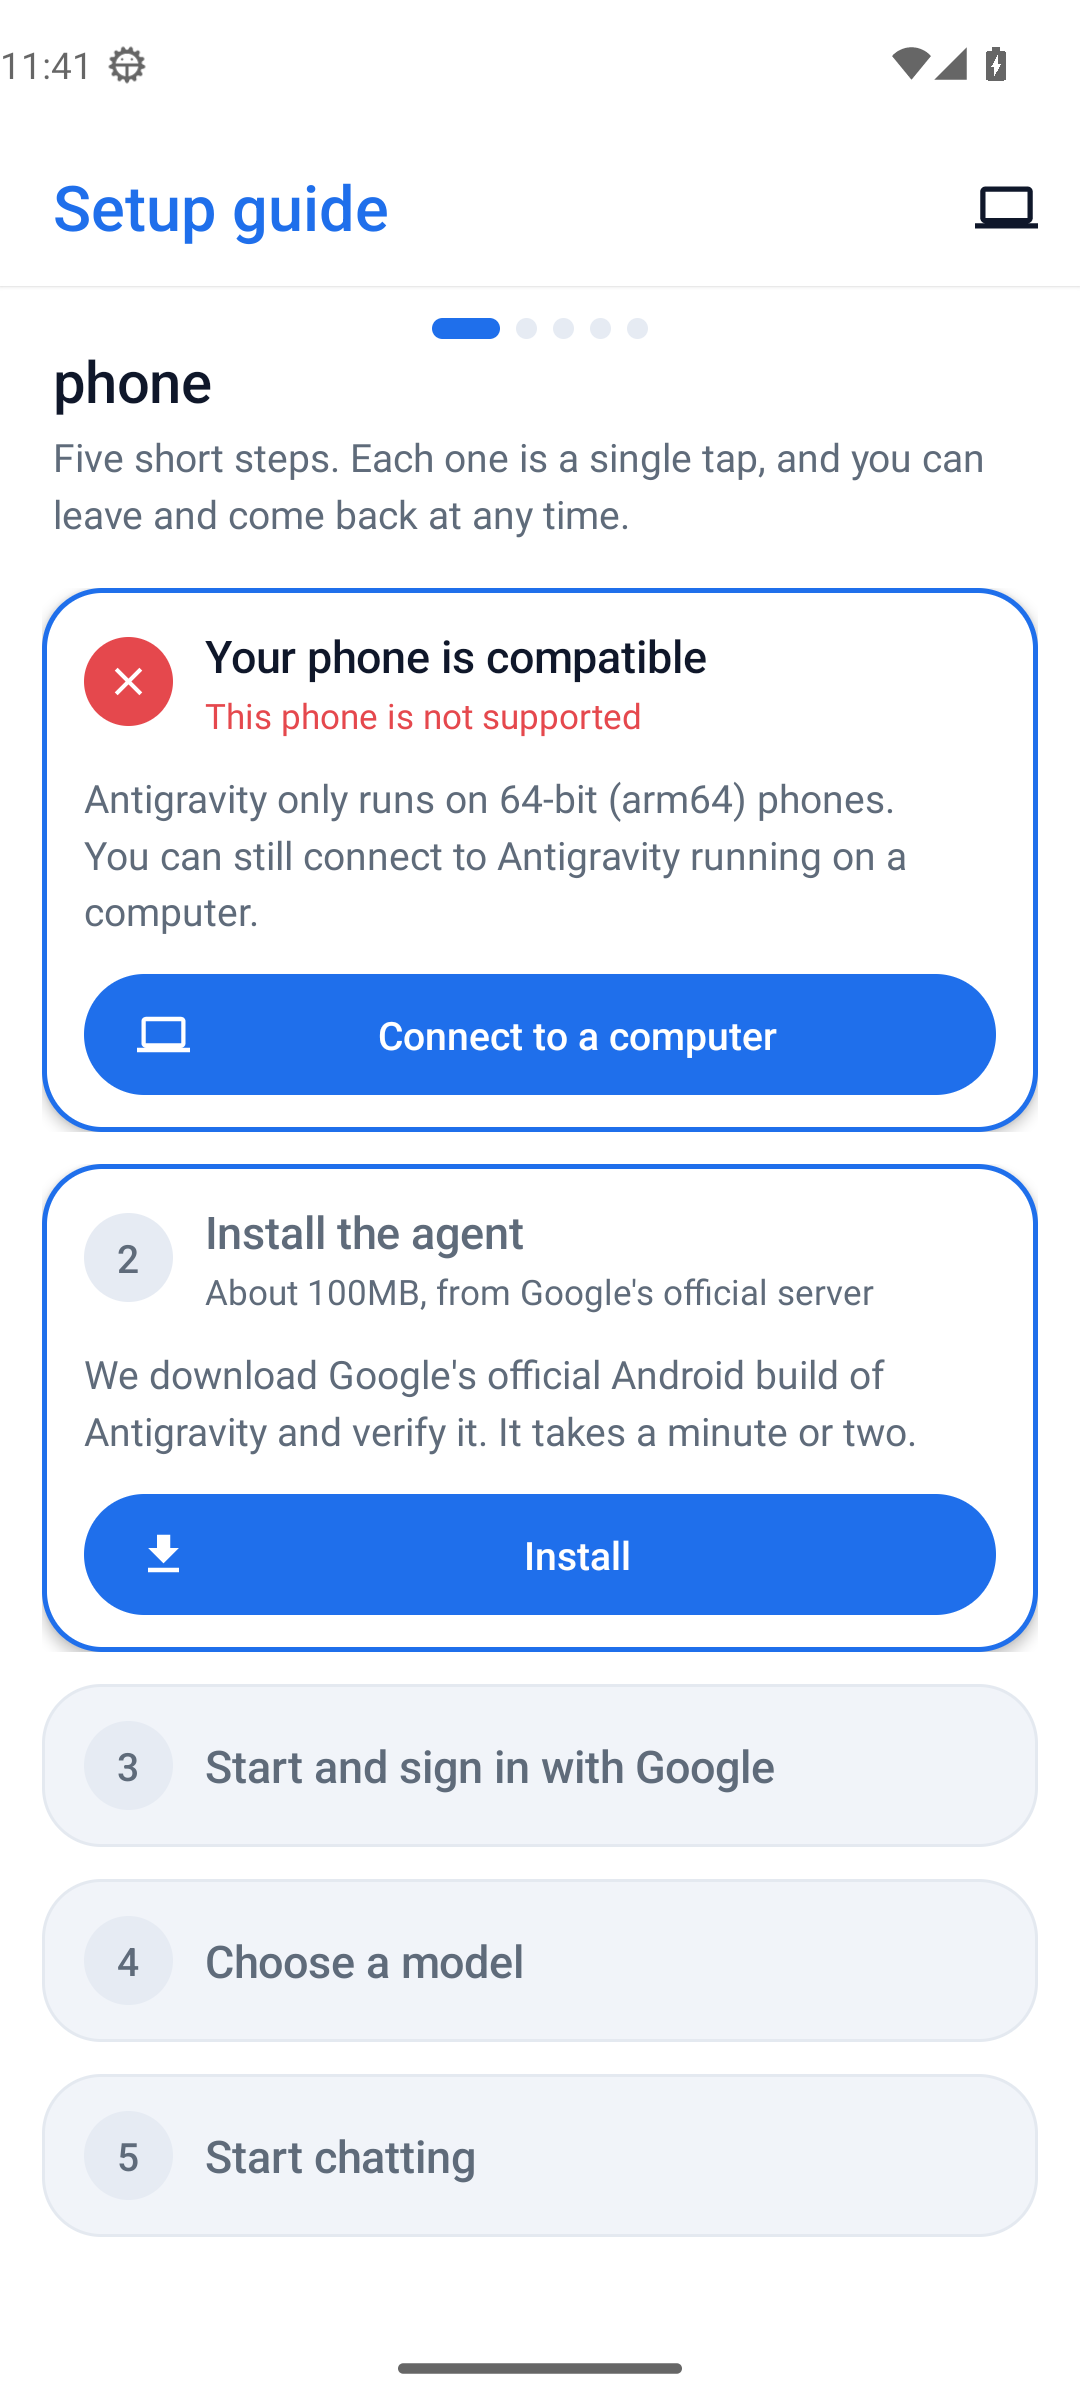 11:41
Setup guide
phone
Five short steps. Each one is a single tap, and you can
leave and come back at any time.
Your phone is compatible
This phone is not supported
Antigravity only runs on 64-bit (arm64) phones.
You can still connect to Antigravity running on a
computer.
Connect to a computer
2
Install the agent
About 100MB, from Google's official server
We download Google's official Android build of
Antigravity and verify it. It takes a minute or two.
Install
3
Start and sign in with Google
4
Choose a model
5
Start chatting